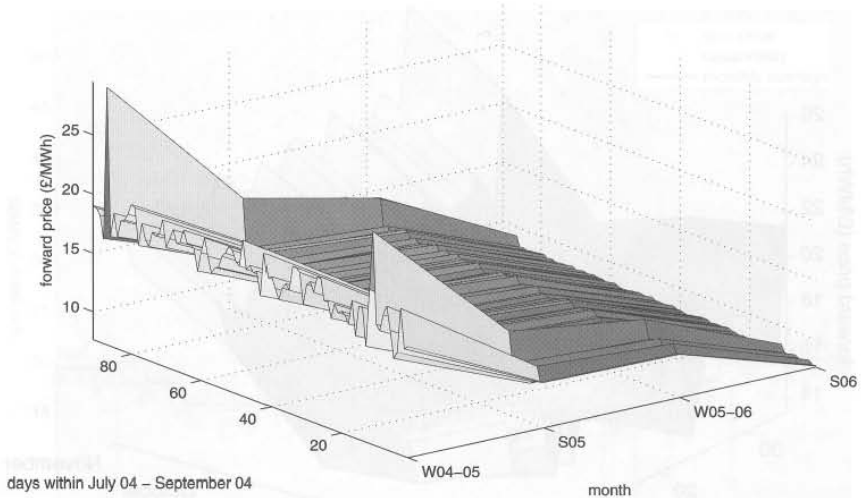 25
20
15
10
forward price (£/MWh)
80
60
40
20
W04–05
S05
W05–06
S06
days within July 04 – September 04
month